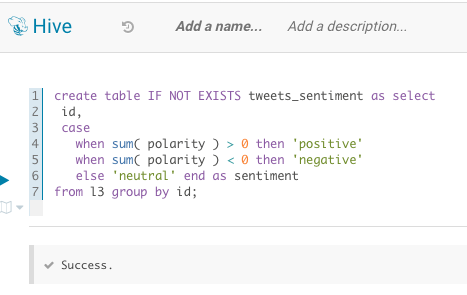 Hive
Add a name...
Add a description...
1 create table IF NOT EXISTS tweets_sentiment as select
2 id,
3 case
4 when sum( polarity ) > 0 then 'positive'
5 when sum( polarity ) < 0 then 'negative'
6 else 'neutral' end as sentiment
7 from l3 group by id;
Success.